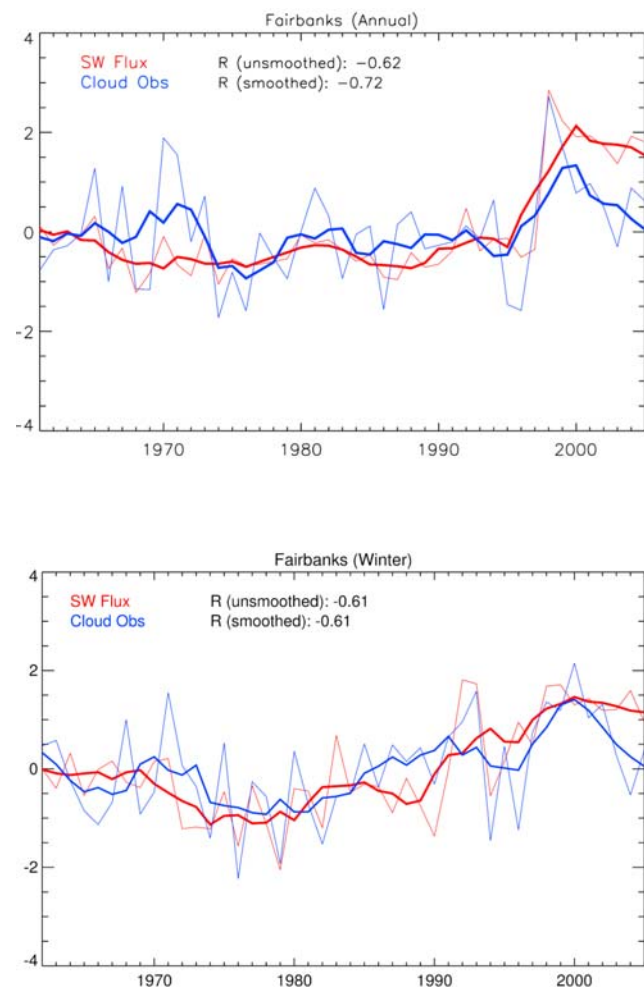 Fairbanks (Annual)
SW Flux R (unsmoothed): -0.62
Cloud Obs R (smoothed): -0.72
4
2
0
-2
-4
1970 1980 1990 2000
Fairbanks (Winter)
SW Flux R (unsmoothed): -0.61
Cloud Obs R (smoothed): -0.61
4
2
0
-2
-4
1970 1980 1990 2000